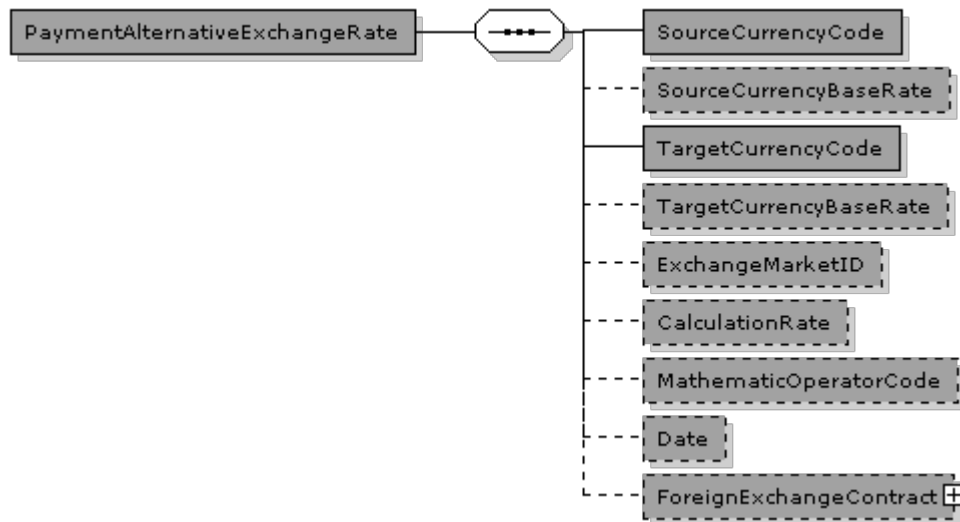 PaymentAlternativeExchangeRate
SourceCurrencyCode
SourceCurrencyBaseRate
TargetCurrencyCode
TargetCurrencyBaseRate
ExchangeMarketID
CalculationRate
MathematicOperatorCode
Date
ForeignExchangeContract